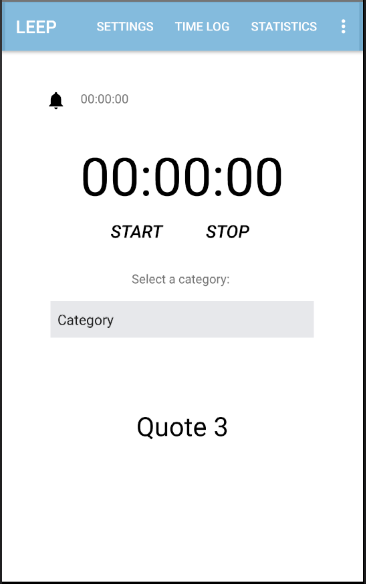 LEEP SETTINGS TIME LOG STATISTICS
00:00:00
00:00:00
START STOP
Select a category:
Category
Quote 3